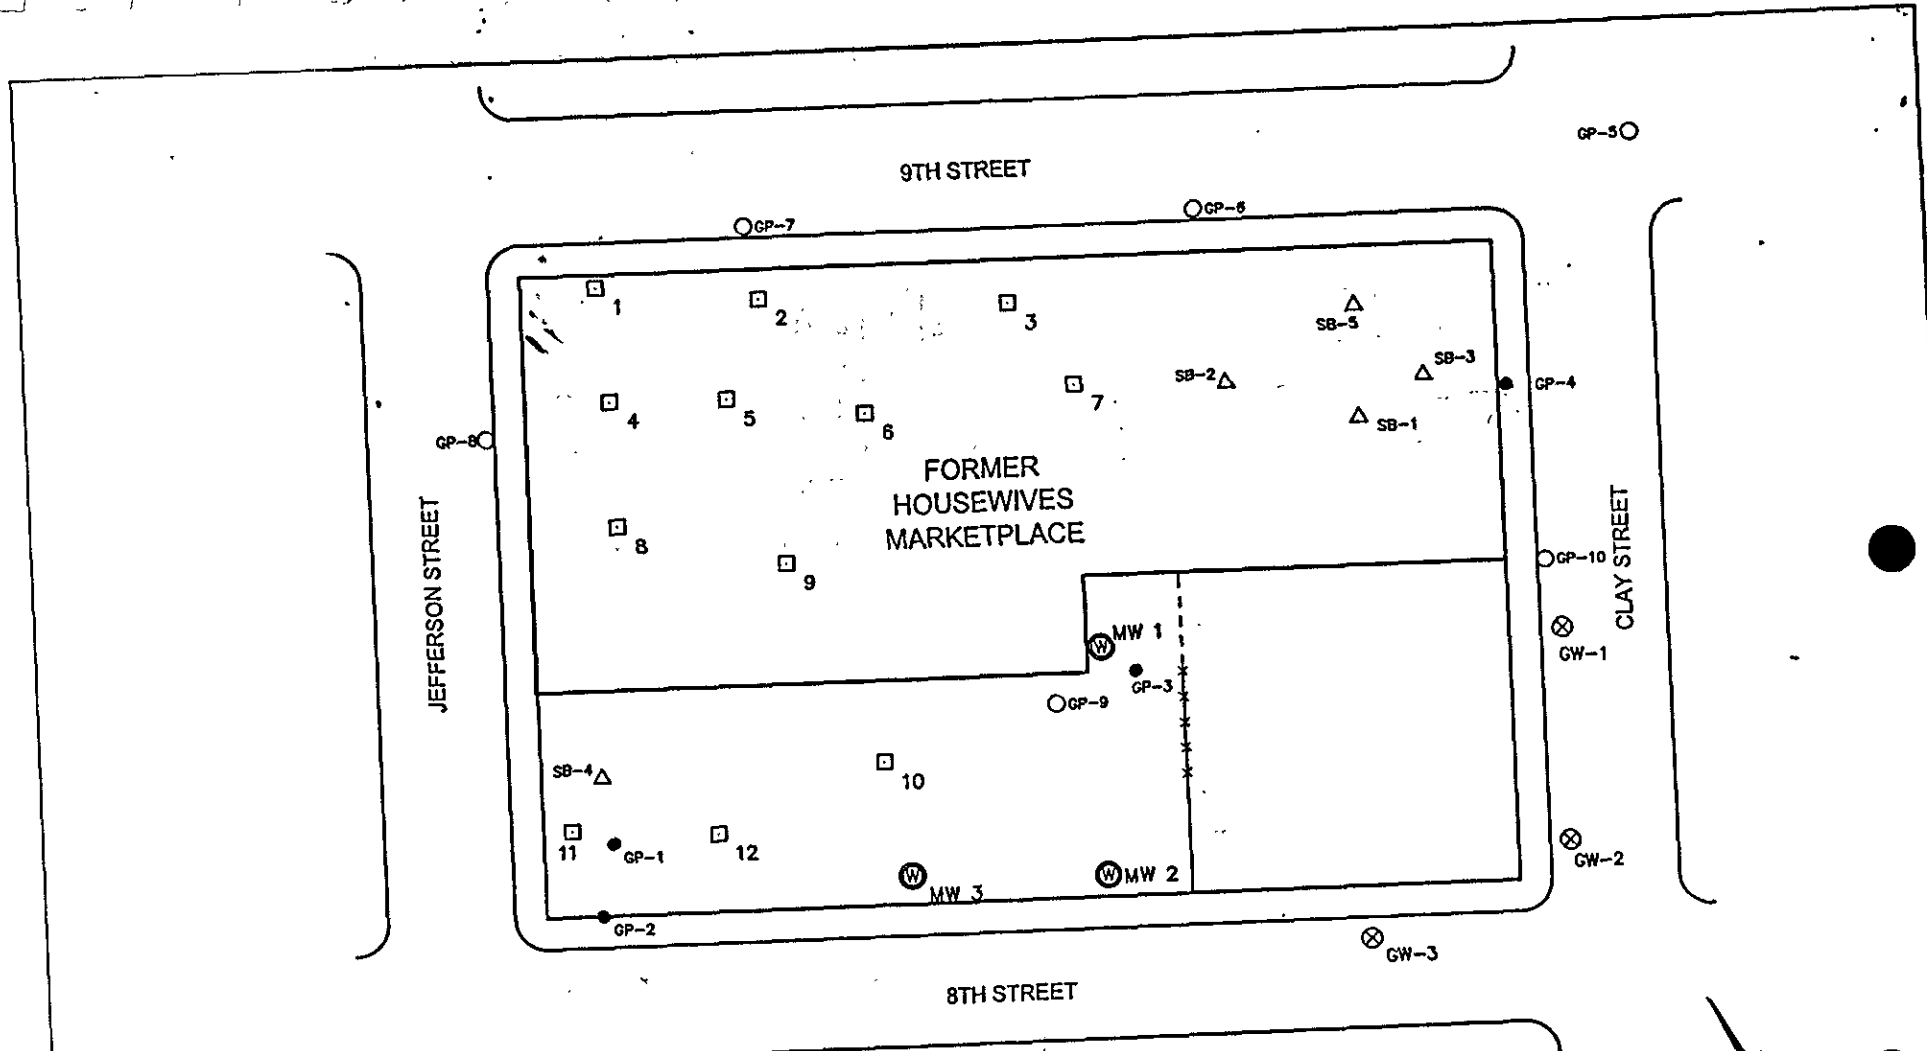 GP-5
9TH STREET
GP-6
GP-7
1
2
3
SB-5
SB-3
SB-2
GP-4
7
4
5
6
SB-1
GP-8
FORMER
HOUSEWIVES
MARKETPLACE
JEFFERSON STREET
CLAY STREET
8
9
GP-10
W
MW 1
GW-1
GP-3
GP-9
SB-4
10
11
GP-1
12
GW-2
W
MW 2
W
MW 3
GP-2
GW-3
8TH STREET